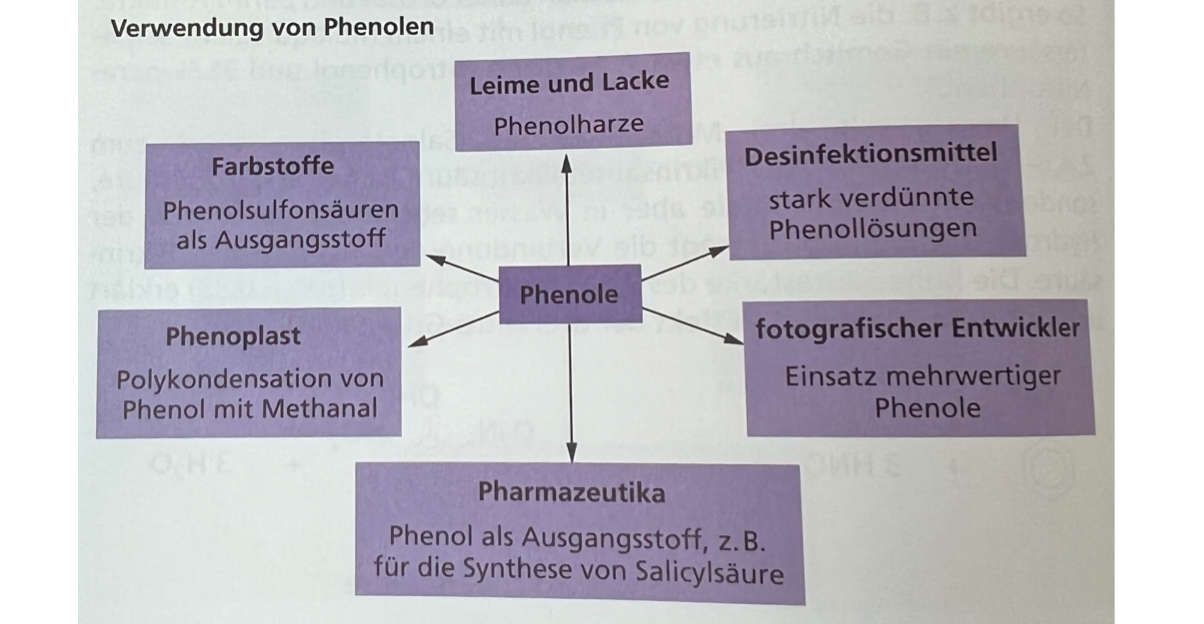 Verwendung von Phenolen
Leime und Lacke
Phenolharze
Farbstoffe
Phenolsulfonsäuren
als Ausgangsstoff
Desinfektionsmittel
stark verdünnte
Phenollösungen
Phenole
Phenoplast
Polykondensation von
Phenol mit Methanal
fotografischer Entwickler
Einsatz mehrwertiger
Phenole
Pharmazeutika
Phenol als Ausgangsstoff, z. B.
für die Synthese von Salicylsäure